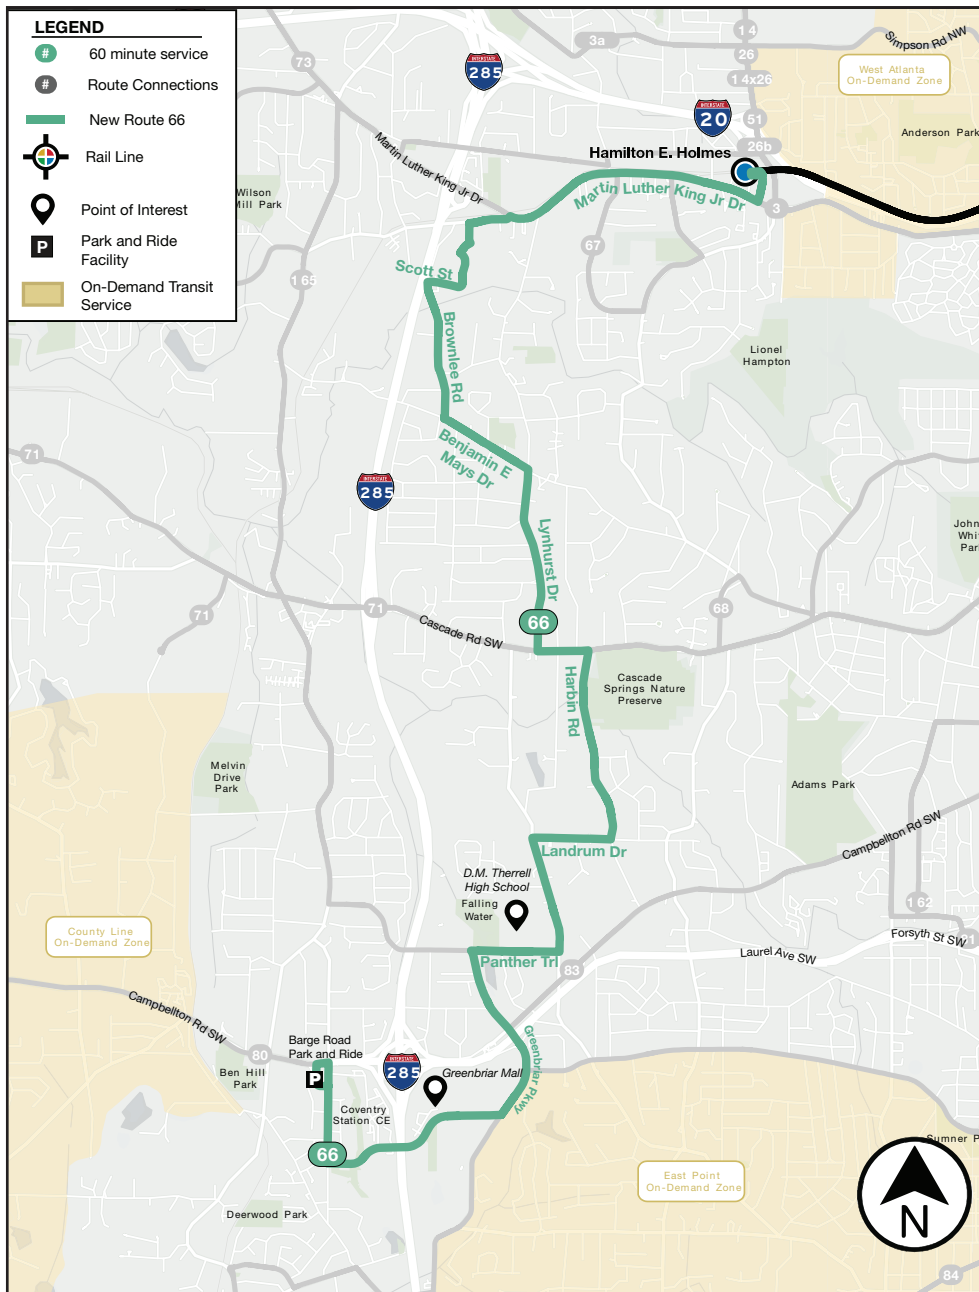 LEGEND
#
60 minute service
#
Route Connections
New Route 66
Rail Line
Point of Interest
P
Park and Ride
Facility
On-Demand Transit
Service
73
3a
14
26
14x26
51
26b
3
67
165
INTERSTATE
285
INTERSTATE
20
Simpson Rd NW
West Atlanta
On-Demand Zone
Anderson Park
Hamilton E. Holmes
Martin Luther King Jr Dr
Martin Luther King Jr Dr
Wilson
Mill Park
Scott St
Brownlee Rd
Lionel
Hampton
Benjamin E
Mays Dr
71
INTERSTATE
285
Lynhurst Dr
71
71
68
66
Cascade Rd SW
Harbin Rd
Cascade
Springs Nature
Preserve
Melvin
Drive
Park
Adams Park
Campbellton Rd SW
Landrum Dr
D.M. Therrell
High School
Falling
Water
162
Forsyth St SW
Laurel Ave SW
County Line
On-Demand Zone
Panther Trl
83
Campbellton Rd SW
80
Barge Road
Park and Ride
P
Ben Hill
Park
INTERSTATE
285
Greenbriar Mall
Greenbriar Pkwy
Coventry
Station CE
66
Deerwood Park
East Point
On-Demand Zone
84
N